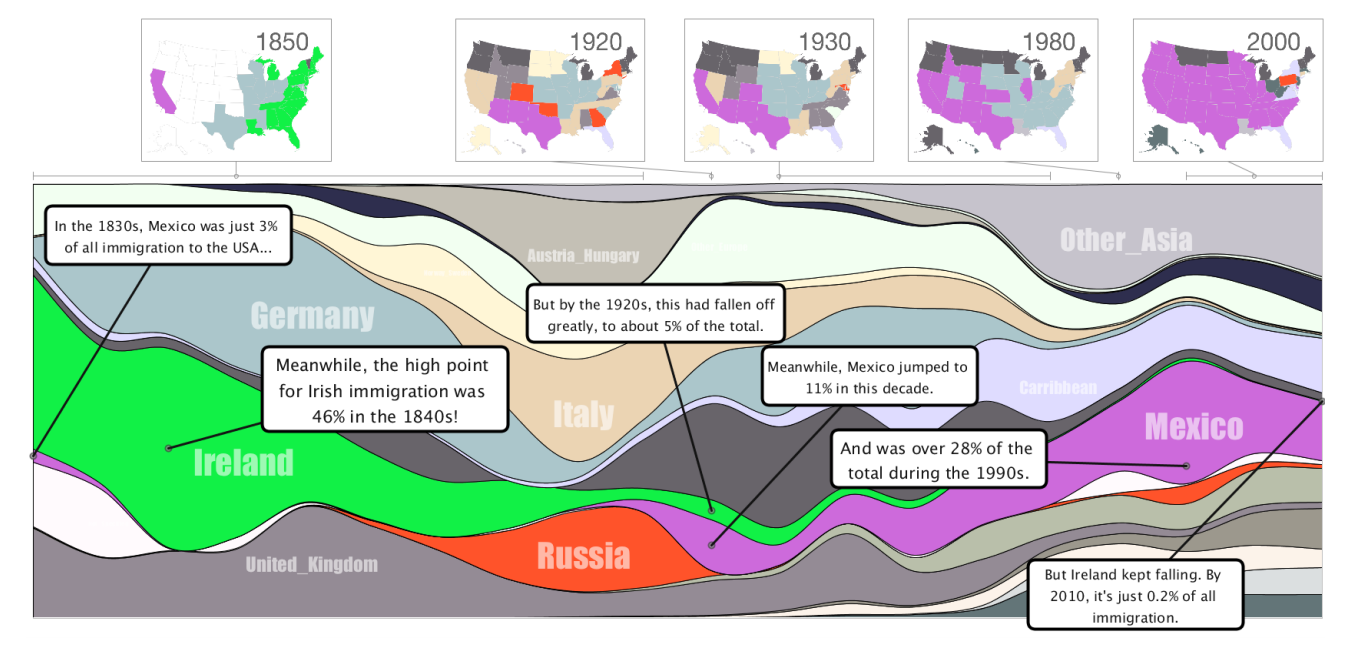 1850
1920
1930
1980
2000
In the 1830s, Mexico was just 3%
of all immigration to the USA...
Other_Asia
Austria_Hungary
Germany
But by the 1920s, this had fallen off
greatly, to about 5% of the total.
Meanwhile, the high point
for Irish immigration was
46% in the 1840s!
Meanwhile, Mexico jumped to
11% in this decade.
Carribbean
Italy
Mexico
Ireland
And was over 28% of the
total during the 1990s.
Russia
United_Kingdom
But Ireland kept falling. By
2010, it's just 0.2% of all
immigration.